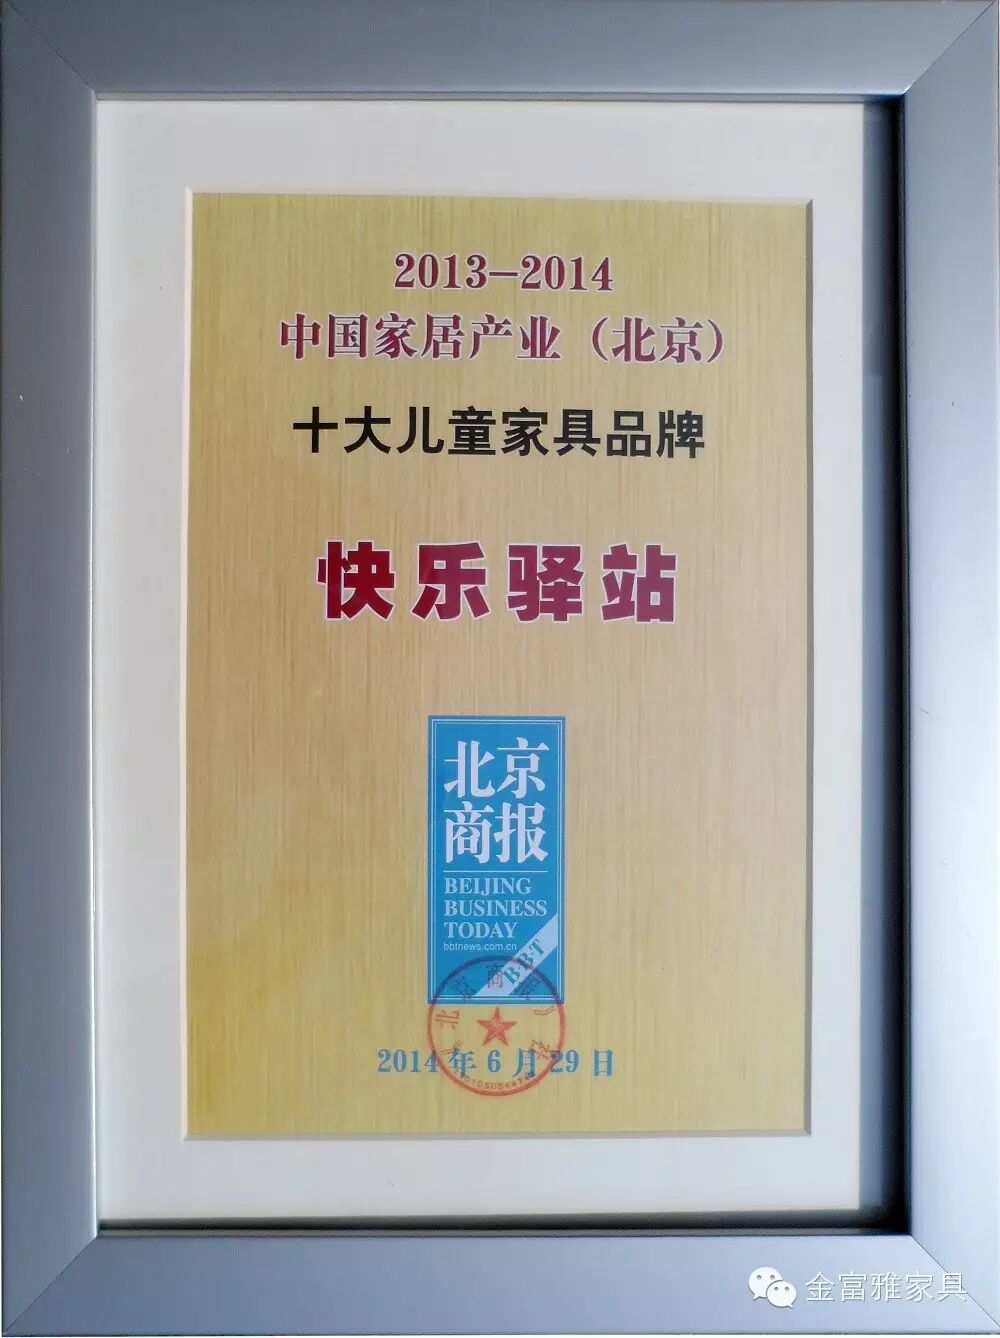 2013-2014
中国家居产业（北京）
十大儿童家具品牌
快乐驿站
北京
商报
BEIJING
BUSINESS
TODAY
bbtnews.com.cn
B·B·T
2014年6月29日
金富雅家具